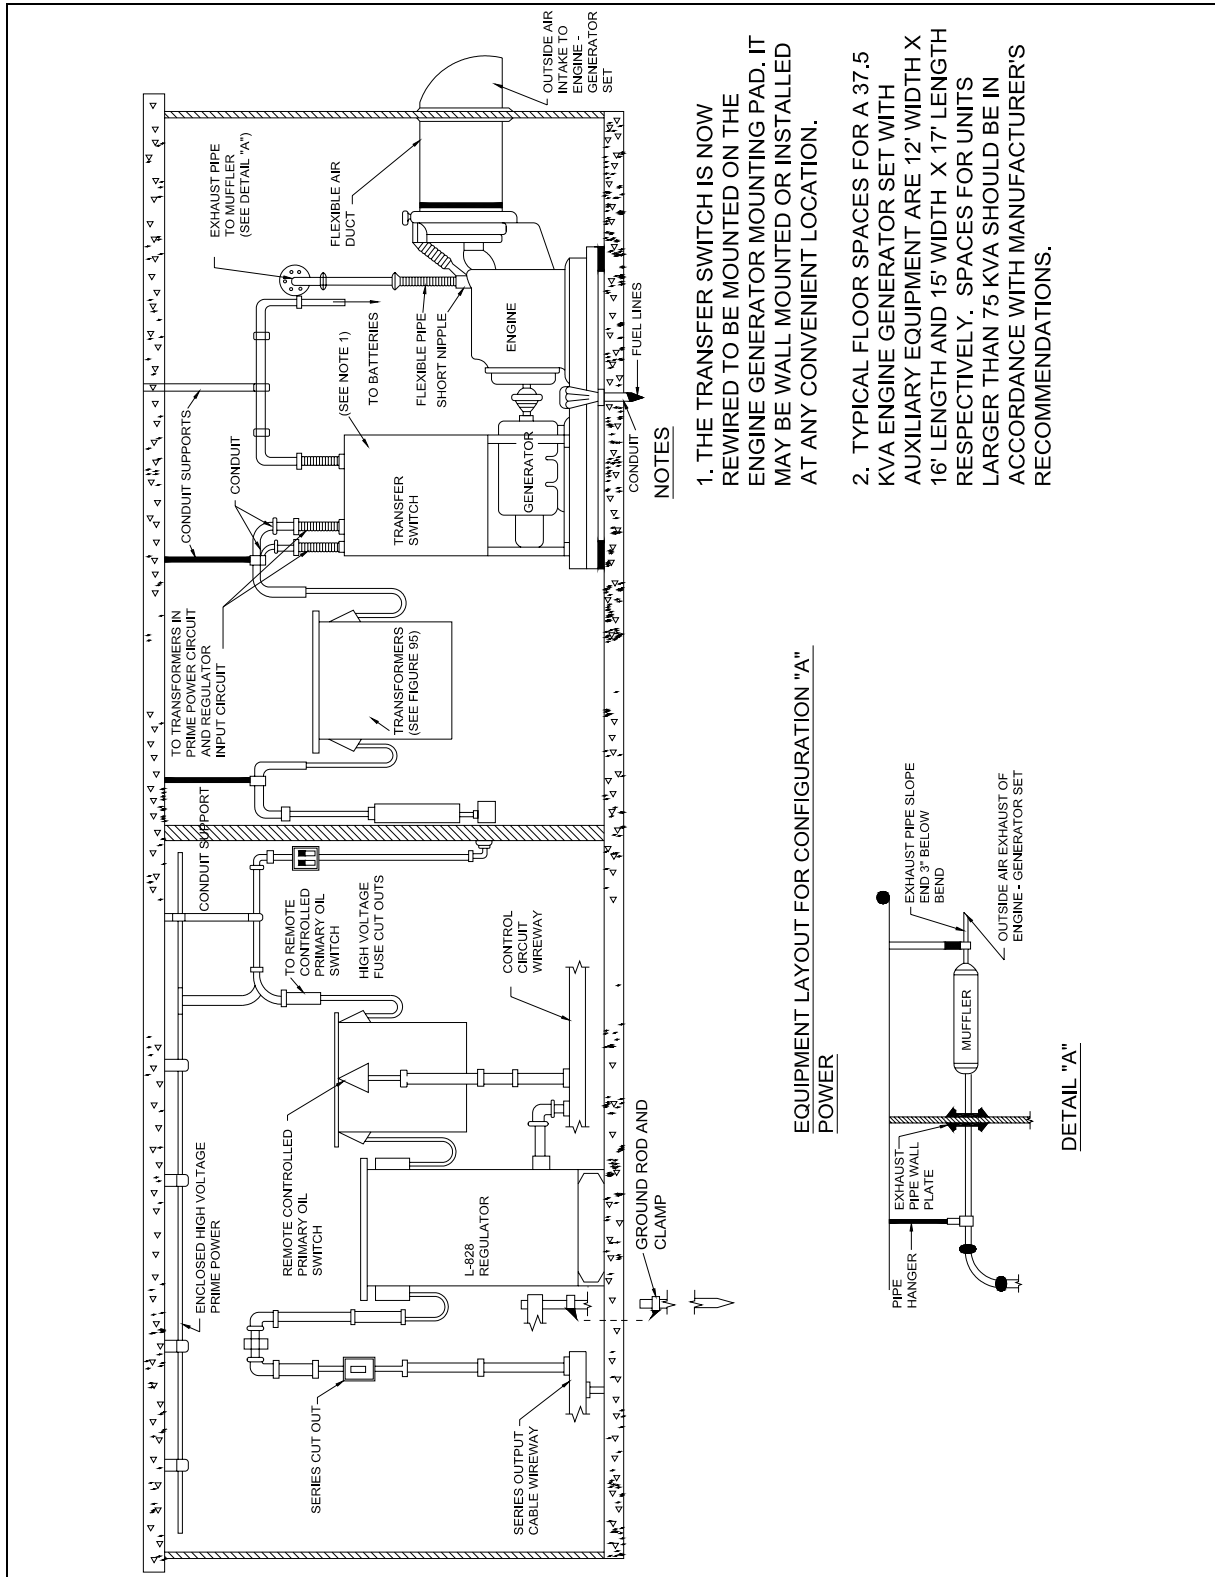 ENCLOSED HIGH VOLTAGE
PRIME POWER
CONDUIT SUPPORT
TO TRANSFORMERS IN
PRIME POWER CIRCUIT
AND REGULATOR
INPUT CIRCUIT
CONDUIT SUPPORTS
CONDUIT
EXHAUST PIPE
TO MUFFLER
(SEE DETAIL "A")
FLEXIBLE AIR
DUCT
OUTSIDE AIR
INTAKE TO
ENGINE -
GENERATOR
SET
SERIES CUT OUT
REMOTE CONTROLLED
PRIMARY OIL
SWITCH
TO REMOTE
CONTROLLED
PRIMARY OIL
SWITCH
HIGH VOLTAGE
FUSE CUT OUTS
TRANSFORMERS
(SEE FIGURE 95)
TRANSFER
SWITCH
(SEE NOTE 1)
TO BATTERIES
FLEXIBLE PIPE
SHORT NIPPLE
ENGINE
GENERATOR
L-828
REGULATOR
CONTROL
CIRCUIT
WIREWAY
SERIES OUTPUT
CABLE WIREWAY
GROUND ROD AND
CLAMP
CONDUIT
FUEL LINES
NOTES
1. THE TRANSFER SWITCH IS NOW
REWIRED TO BE MOUNTED ON THE
ENGINE GENERATOR MOUNTING PAD. IT
MAY BE WALL MOUNTED OR INSTALLED
AT ANY CONVENIENT LOCATION.
2. TYPICAL FLOOR SPACES FOR A 37.5
KVA ENGINE GENERATOR SET WITH
AUXILIARY EQUIPMENT ARE 12' WIDTH X
16' LENGTH AND 15' WIDTH X 17' LENGTH
RESPECTIVELY. SPACES FOR UNITS
LARGER THAN 75 KVA SHOULD BE IN
ACCORDANCE WITH MANUFACTURER'S
RECOMMENDATIONS.
EQUIPMENT LAYOUT FOR CONFIGURATION "A"
POWER
PIPE
HANGER
EXHAUST
PIPE WALL
PLATE
MUFFLER
EXHAUST PIPE SLOPE
END 3" BELOW
BEND
OUTSIDE AIR EXHAUST OF
ENGINE - GENERATOR SET
DETAIL "A"